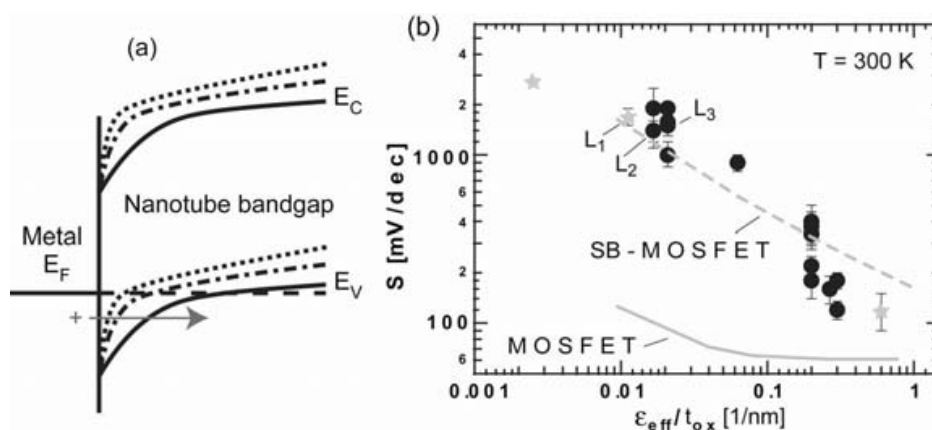 (a)
E_C
Nanotube bandgap
Metal
E_F
E_V
+
(b)
T = 300 K
S [mV/dec]
4
2
1000
6
4
2
100
6
L_1
L_2
L_3
SB - MOSFET
MOSFET
0.001
0.01
0.1
1
ε_eff/t_ox [1/nm]